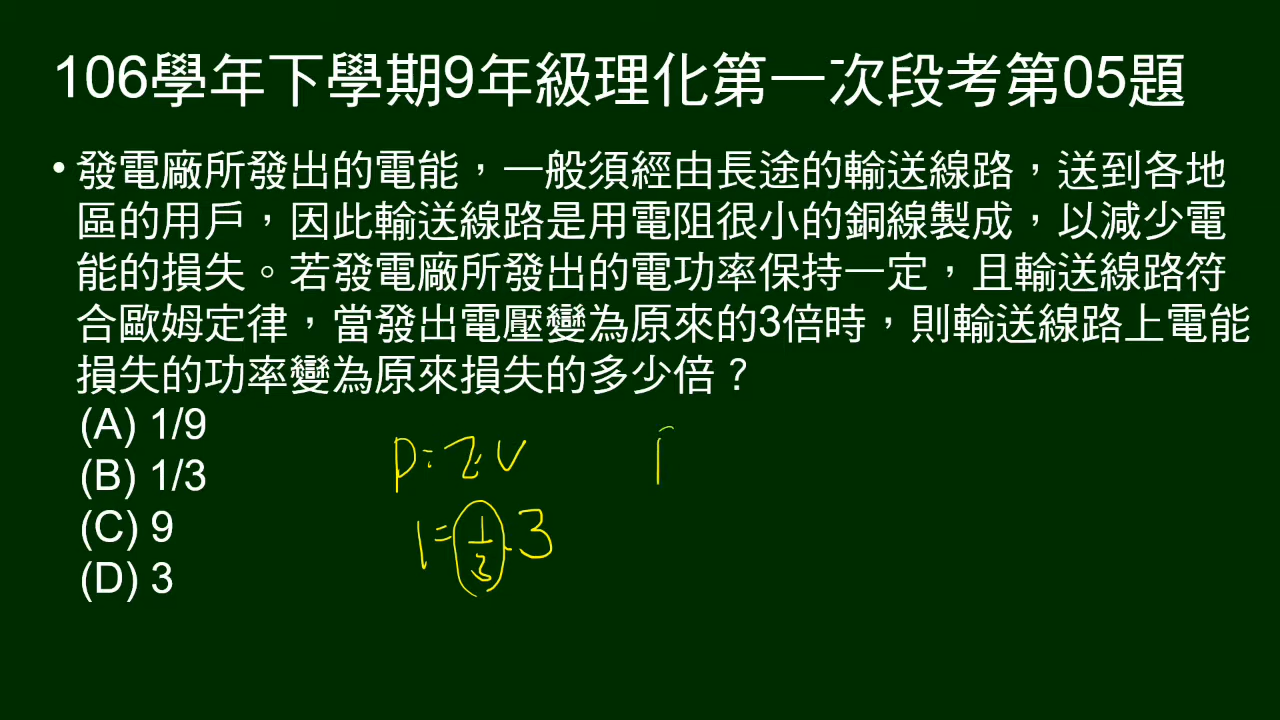 106學年下學期9年級理化第一次段考第05題
• 發電廠所發出的電能，一般須經由長途的輸送線路，送到各地
區的用戶，因此輸送線路是用電阻很小的銅線製成，以減少電
能的損失。若發電廠所發出的電功率保持一定，且輸送線路符
合歐姆定律，當發出電壓變為原來的3倍時，則輸送線路上電能
損失的功率變為原來損失的多少倍？
(A) 1/9
(B) 1/3
(C) 9
(D) 3
P=I·V
1=1/3·3